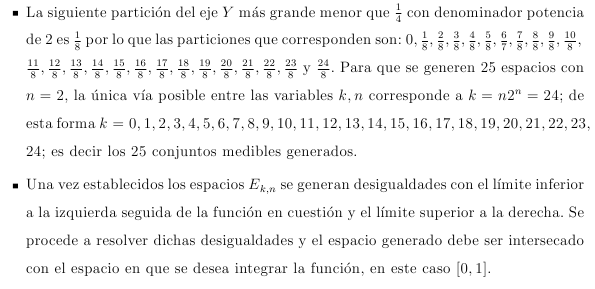 ▪ La siguiente partición del eje Y más grande menor que 1/4 con denominador potencia
de 2 es 1/8 por lo que las particiones que corresponden son: 0, 1/8, 2/8, 3/8, 4/8, 5/8, 6/7, 7/8, 8/8, 9/8, 10/8,
11/8, 12/8, 13/8, 14/8, 15/8, 16/8, 17/8, 18/8, 19/8, 20/8, 21/8, 22/8, 23/8 y 24/8. Para que se generen 25 espacios con
n = 2, la única vía posible entre las variables k, n corresponde a k = n2ⁿ = 24; de
esta forma k = 0, 1, 2, 3, 4, 5, 6, 7, 8, 9, 10, 11, 12, 13, 14, 15, 16, 17, 18, 19, 20, 21, 22, 23,
24; es decir los 25 conjuntos medibles generados.
▪ Una vez establecidos los espacios E_{k,n} se generan desigualdades con el límite inferior
a la izquierda seguida de la función en cuestión y el límite superior a la derecha. Se
procede a resolver dichas desigualdades y el espacio generado debe ser intersecado
con el espacio en que se desea integrar la función, en este caso [0, 1].